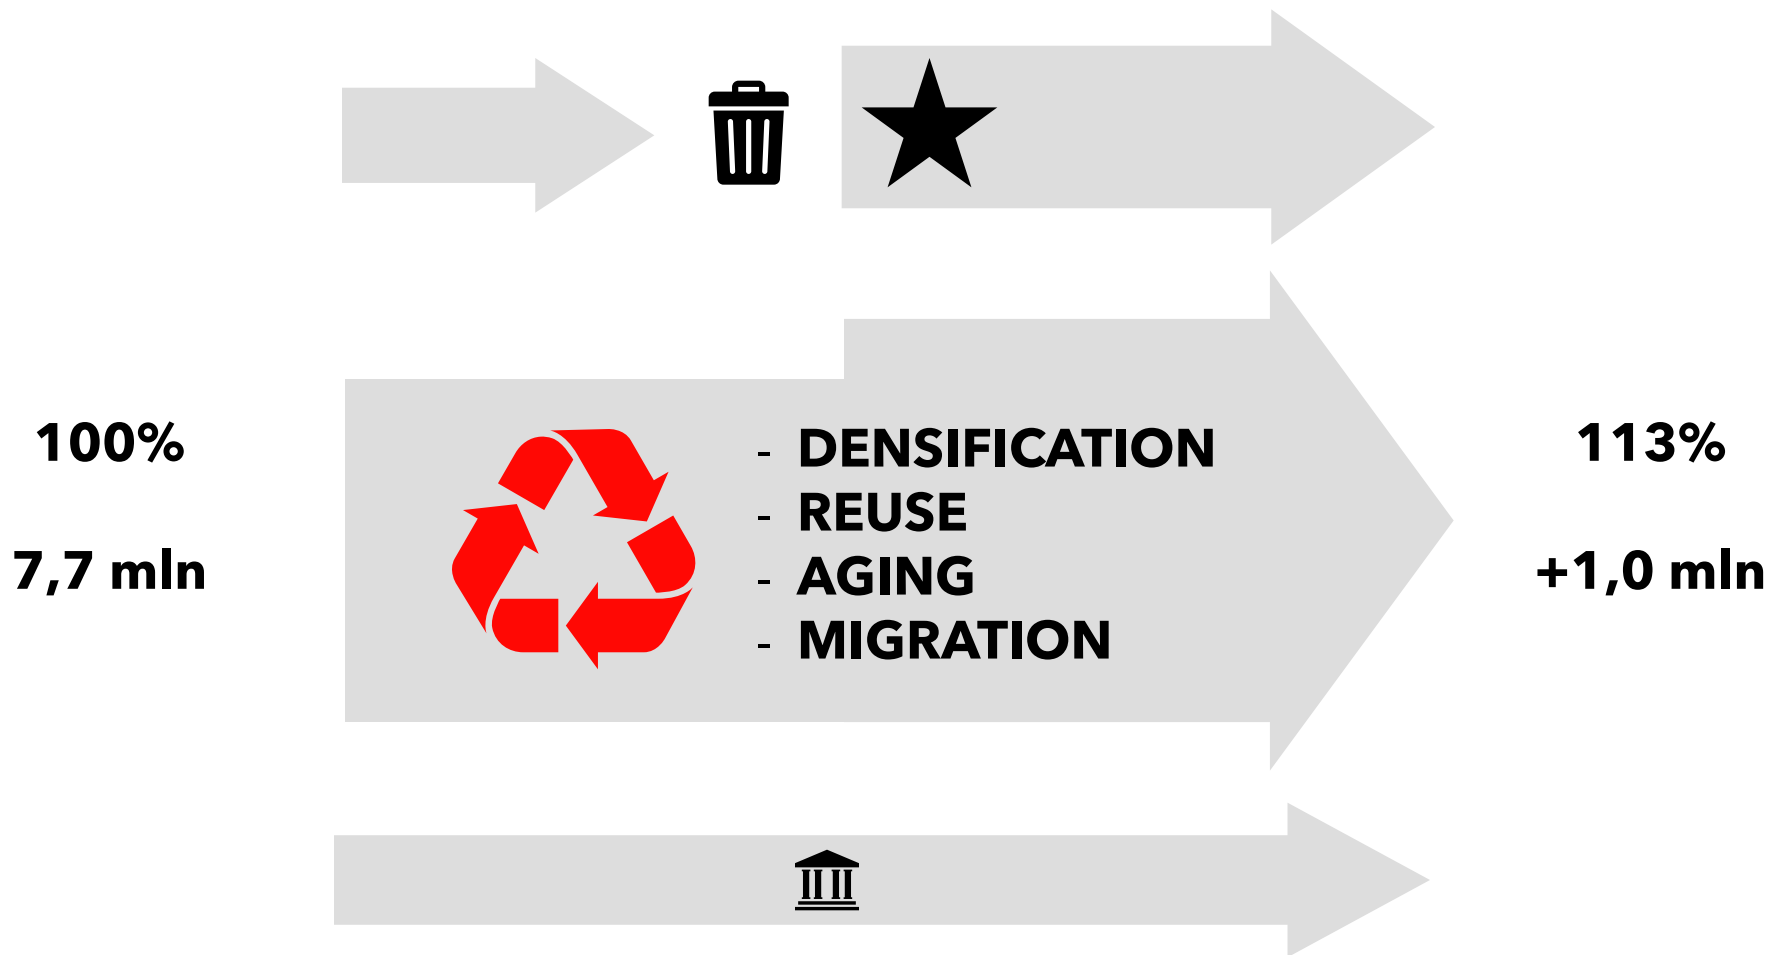 100%
7,7 mln
- DENSIFICATION
- REUSE
- AGING
- MIGRATION
113%
+1,0 mln